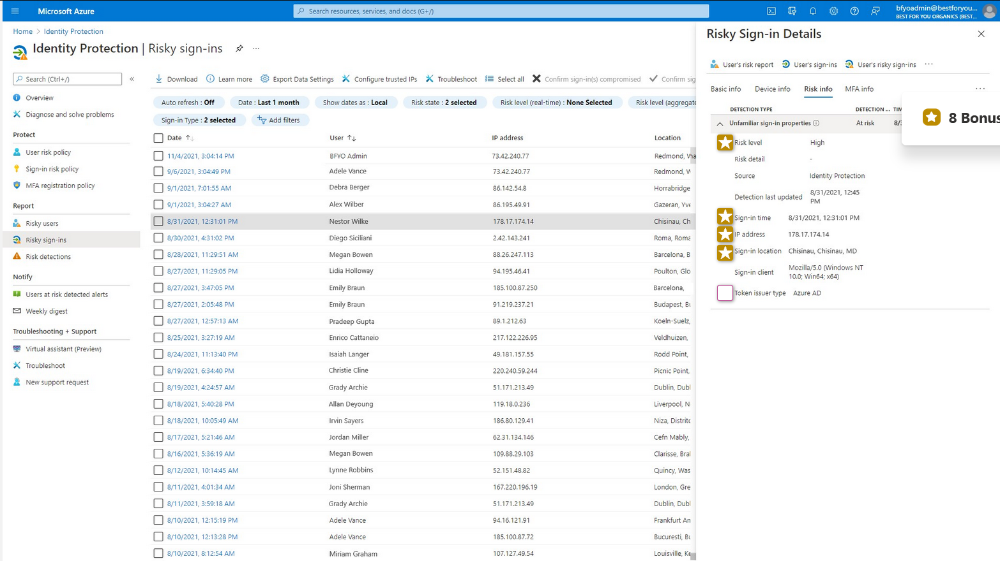 Microsoft Azure
Search resources, services, and docs (G+/)
bfyoadmin@bestforyou...
BEST FOR YOU ORGANICS (BEST...
Home > Identity Protection
Identity Protection | Risky sign-ins
...
Search (Ctrl+/)
«
Overview
Diagnose and solve problems
Protect
User risk policy
Sign-in risk policy
MFA registration policy
Report
Risky users
Risky sign-ins
Risk detections
Notify
Users at risk detected alerts
Weekly digest
Troubleshooting + Support
Virtual assistant (Preview)
Troubleshoot
New support request
Download Learn more Export Data Settings Configure trusted IPs Troubleshoot Select all Confirm sign-in(s) compromised Confirm sig
Auto refresh : Off Date : Last 1 month Show dates as : Local Risk state : 2 selected Risk level (real-time) : None Selected Risk level (aggregate
Sign-in Type : 2 selected Add filters
Date User IP address Location
11/4/2021, 3:04:14 PM BFYO Admin 73.42.240.77 Redmond, Wa
9/6/2021, 3:04:49 PM Adele Vance 73.42.240.77 Redmond, W
9/1/2021, 7:01:55 AM Debra Berger 86.142.54.8 Horrabridge
9/1/2021, 3:04:27 AM Alex Wilber 86.195.49.91 Gazeran, Yve
8/31/2021, 12:31:01 PM Nestor Wilke 178.17.174.14 Chisinau, Ch
8/30/2021, 4:31:02 PM Diego Siciliani 2.42.143.241 Roma, Roma
8/28/2021, 11:29:51 AM Megan Bowen 88.26.247.113 Barcelona, B
8/27/2021, 11:29:05 PM Lidia Holloway 94.195.46.41 Poulton, Glo
8/27/2021, 3:47:05 PM Emily Braun 185.100.87.250 Barcelona,
8/27/2021, 2:05:48 PM Emily Braun 91.219.237.21 Budapest, Bu
8/27/2021, 12:57:13 AM Pradeep Gupta 89.1.212.63 Koeln-Suelz,
8/25/2021, 3:27:19 AM Enrico Cattaneio 217.122.226.95 Veldhuizen,
8/24/2021, 11:13:40 PM Isaiah Langer 49.181.157.55 Rodd Point,
8/19/2021, 6:34:40 PM Christie Cline 220.240.59.244 Picnic Point,
8/19/2021, 4:24:57 AM Grady Archie 51.171.213.49 Dublin, Dubl
8/18/2021, 5:40:28 PM Allan Deyoung 119.18.0.236 Liverpool, N
8/18/2021, 10:05:49 AM Irvin Sayers 186.80.129.41 Niza, Distrito
8/17/2021, 5:21:46 AM Jordan Miller 62.31.134.146 Cefn Mably,
8/16/2021, 5:36:19 AM Megan Bowen 109.88.29.103 Clarisse, Bral
8/12/2021, 10:14:45 AM Lynne Robbins 52.151.48.82 Quincy, Was
8/11/2021, 4:01:34 AM Joni Sherman 167.220.196.19 London, Gre
8/11/2021, 3:59:18 AM Grady Archie 51.171.213.49 Dublin, Dubl
8/10/2021, 12:15:19 PM Adele Vance 94.16.121.91 Frankfurt Am
8/10/2021, 12:13:28 PM Adele Vance 185.100.87.72 Bucuresti, Bu
8/10/2021, 8:12:54 AM Miriam Graham 107.127.49.54 Louisville, Ke
Risky Sign-in Details
User's risk report User's sign-ins User's risky sign-ins ...
Basic info Device info Risk info MFA info ...
DETECTION TYPE DETECTION ... TIM
Unfamiliar sign-in properties At risk 8/3
8 Bonus
Risk level High
Risk detail -
Source Identity Protection
Detection last updated 8/31/2021, 12:45
PM
Sign-in time 8/31/2021, 12:31:01 PM
IP address 178.17.174.14
Sign-in location Chisinau, Chisinau, MD
Sign-in client Mozilla/5.0 (Windows NT
10.0; Win64; x64)
Token issuer type Azure AD